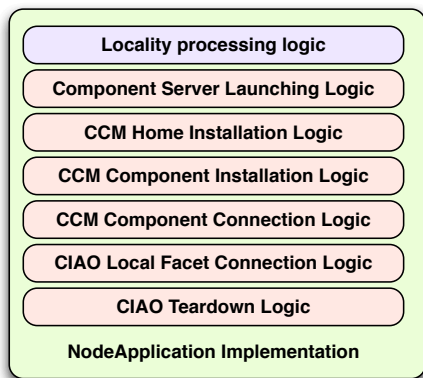 Locality processing logic
Component Server Launching Logic
CCM Home Installation Logic
CCM Component Installation Logic
CCM Component Connection Logic
CIAO Local Facet Connection Logic
CIAO Teardown Logic
NodeApplication Implementation